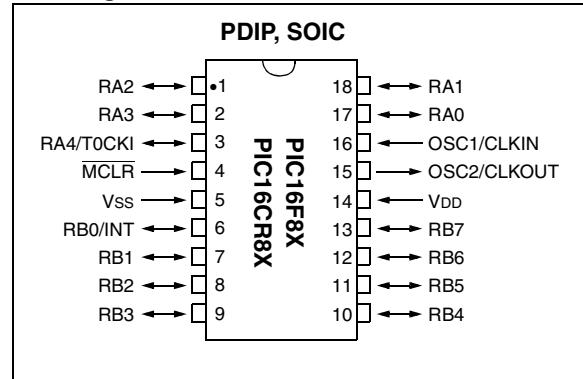 PDIP, SOIC
RA2 •1 18 RA1
RA3 2 17 RA0
RA4/T0CKI 3 16 OSC1/CLKIN
MCLR 4 15 OSC2/CLKOUT
VSS 5 14 VDD
RB0/INT 6 13 RB7
RB1 7 12 RB6
RB2 8 11 RB5
RB3 9 10 RB4
PIC16F8X
PIC16CR8X